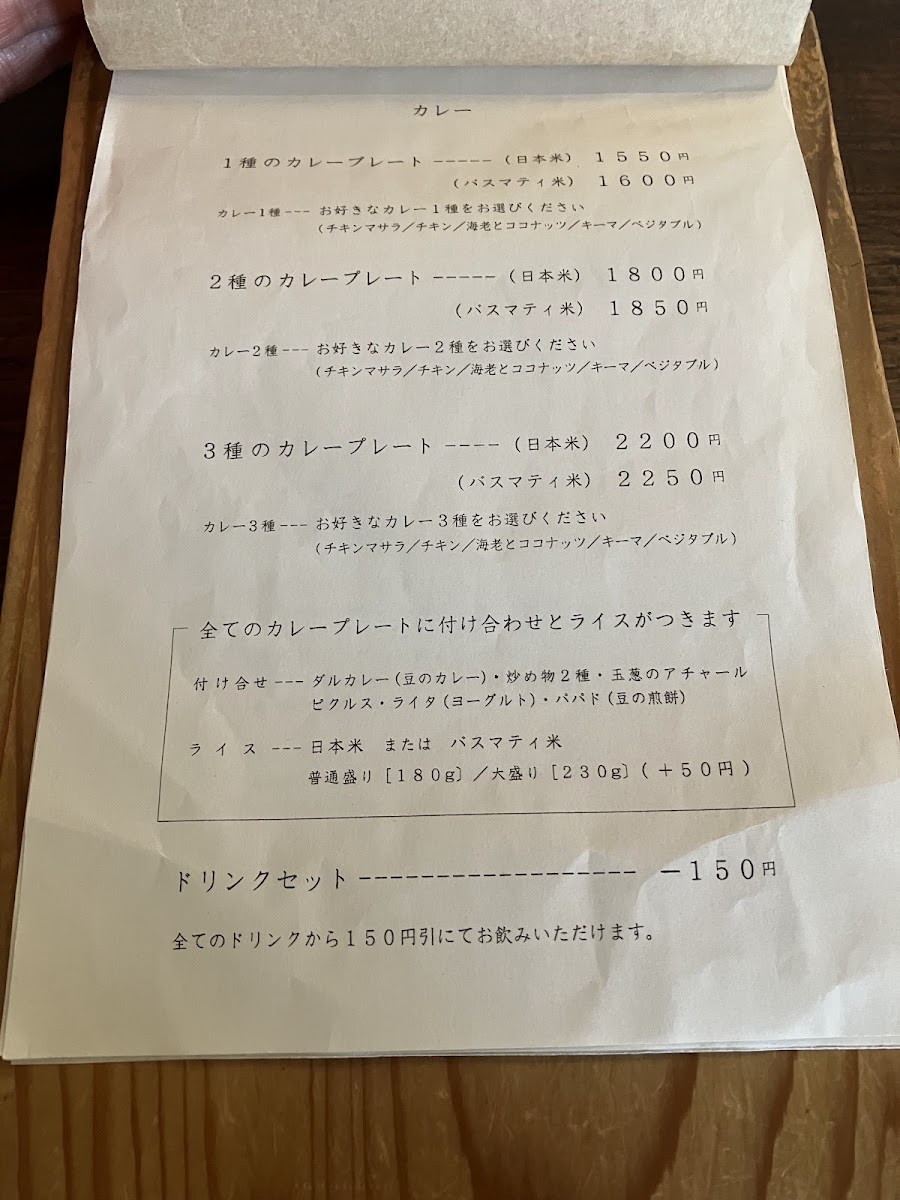 カレー
１種のカレープレート -----（日本米） １５５０円
（バスマティ米） １６００円
カレー１種--- お好きなカレー１種をお選びください
（チキンマサラ／チキン／海老とココナッツ／キーマ／ベジタブル）
２種のカレープレート -----（日本米） １８００円
（バスマティ米） １８５０円
カレー２種--- お好きなカレー２種をお選びください
（チキンマサラ／チキン／海老とココナッツ／キーマ／ベジタブル）
３種のカレープレート ----（日本米） ２２００円
（バスマティ米） ２２５０円
カレー３種--- お好きなカレー３種をお選びください
（チキンマサラ／チキン／海老とココナッツ／キーマ／ベジタブル）
全てのカレープレートに付け合わせとライスがつきます
付け合せ--- ダルカレー（豆のカレー）・炒め物２種・玉葱のアチャール
ピクルス・ライタ（ヨーグルト）・パパド（豆の煎餅）
ライス --- 日本米 または バスマティ米
普通盛り［１８０g］／大盛り［２３０g］（＋５０円）
ドリンクセット ------------------ －１５０円
全てのドリンクから１５０円引にてお飲みいただけます。